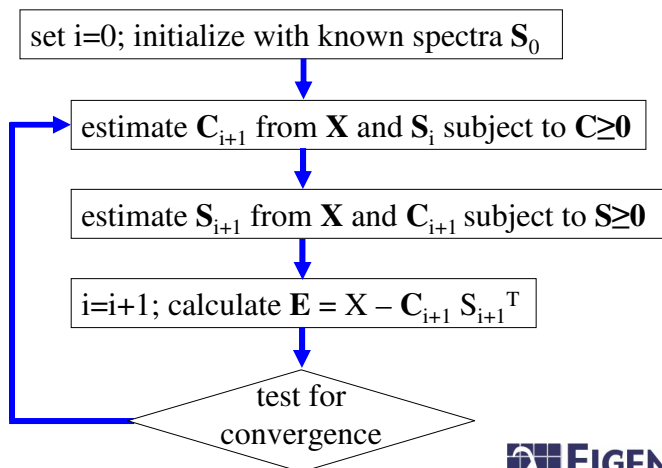 set i=0; initialize with known spectra S₀
estimate Cᵢ₊₁ from X and Sᵢ subject to C≥0
estimate Sᵢ₊₁ from X and Cᵢ₊₁ subject to S≥0
i=i+1; calculate E = X – Cᵢ₊₁ Sᵢ₊₁ᵀ
test for
convergence
EIGEN